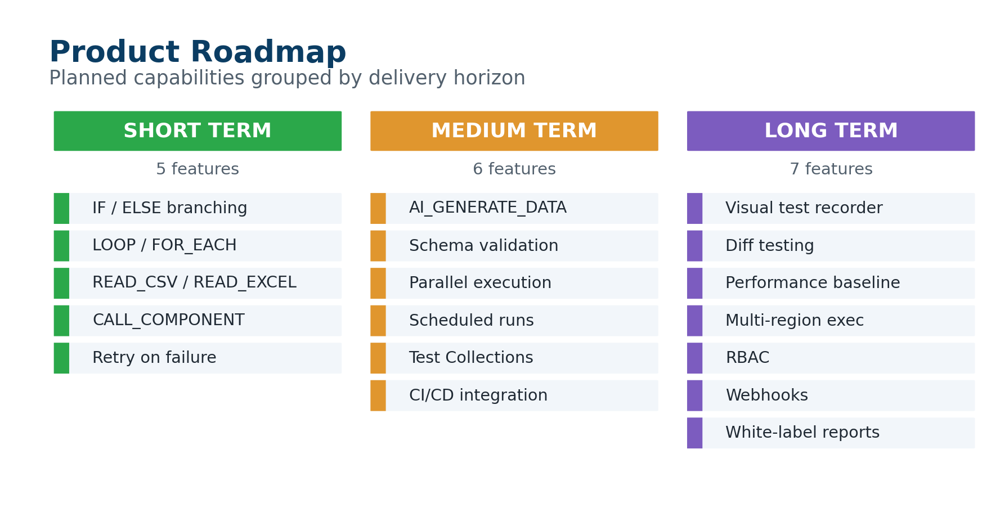 Product Roadmap
Planned capabilities grouped by delivery horizon
SHORT TERM
5 features
IF / ELSE branching
LOOP / FOR_EACH
READ_CSV / READ_EXCEL
CALL_COMPONENT
Retry on failure
MEDIUM TERM
6 features
AI_GENERATE_DATA
Schema validation
Parallel execution
Scheduled runs
Test Collections
CI/CD integration
LONG TERM
7 features
Visual test recorder
Diff testing
Performance baseline
Multi-region exec
RBAC
Webhooks
White-label reports